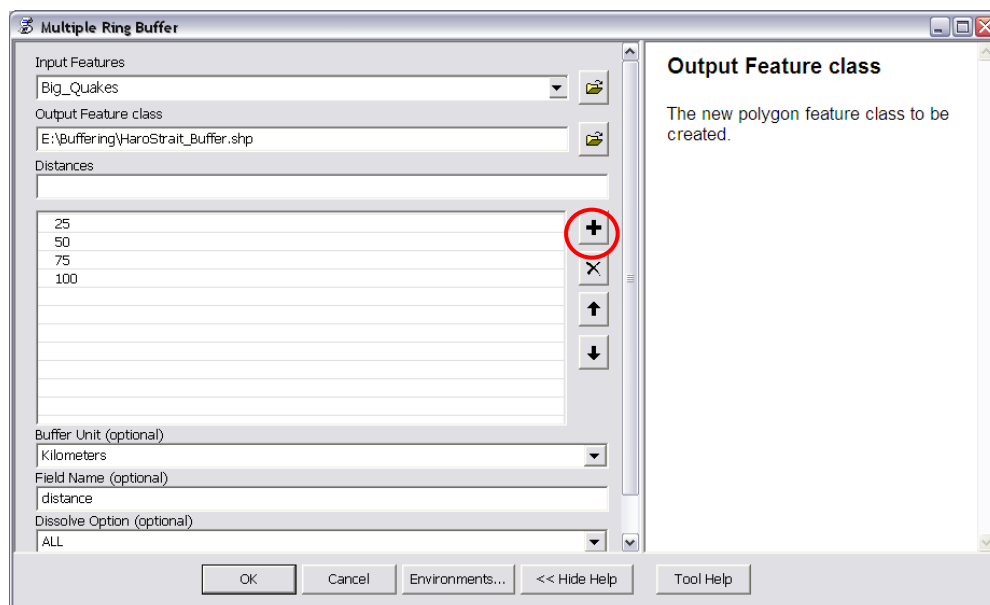 Multiple Ring Buffer
Input Features
Big_Quakes
Output Feature class
E:\Buffering\HaroStrait_Buffer.shp
Distances
25
50
75
100
Buffer Unit (optional)
Kilometers
Field Name (optional)
distance
Dissolve Option (optional)
ALL
Output Feature class
The new polygon feature class to be
created.
OK
Cancel
Environments...
<< Hide Help
Tool Help